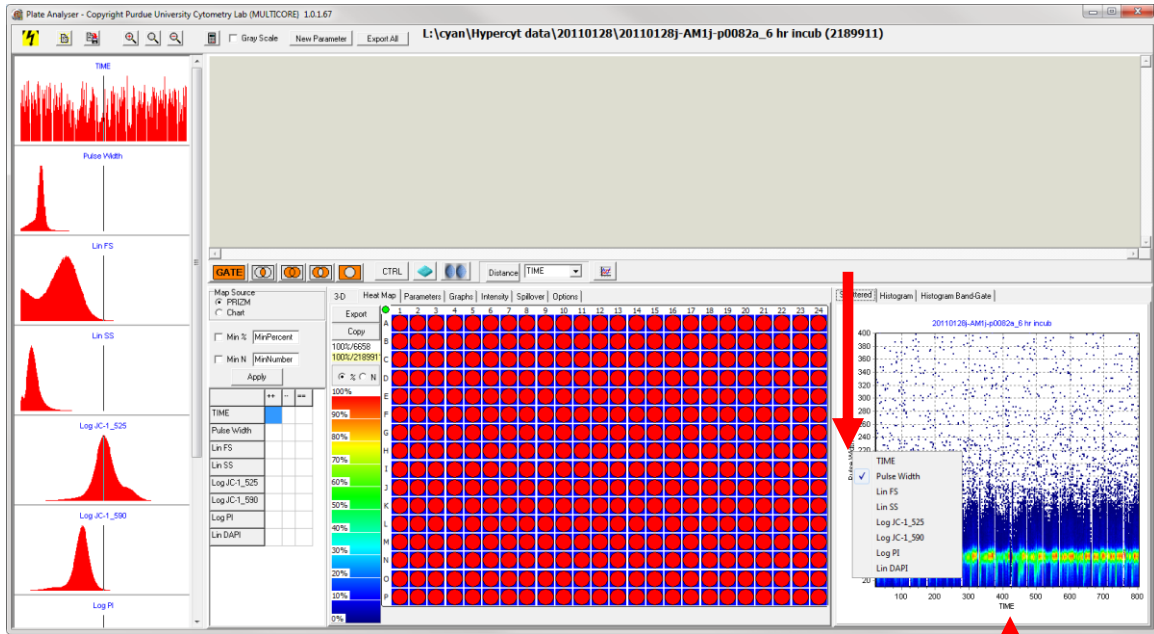 Plate Analyser - Copyright Purdue University Cytometry Lab (MULTICORE) 1.0.1.67
Gray Scale New Parameter Export All L:\cyan\Hypercyt data\20110128\20110128j-AM1j-p0082a_6 hr incub (2189911)
TIME
Pulse Width
Lin FS
Lin SS
Log JC-1_525
Log JC-1_590
Log PI
GATE CTRL Distance TIME
Map Source
PRIZM
Chart
Min % MinPercent
Min N MinNumber
Apply
++ -- ==
TIME
Pulse Width
Lin FS
Lin SS
Log JC-1_525
Log JC-1_590
Log PI
Lin DAPI
3-D Heat Map Parameters Graphs Intensity Spillover Options
Export
Copy
100%/6658
100%/2189911
% N
100%
90%
80%
70%
60%
50%
40%
30%
20%
10%
0%
1 2 3 4 5 6 7 8 9 10 11 12 13 14 15 16 17 18 19 20 21 22 23 24
A
B
C
D
E
F
G
H
I
J
K
L
M
N
O
P
Histogram Histogram Band-Gate
20110128j-AM1j-p0082a_6 hr incub
400
380
360
340
320
300
280
260
240
220
20
TIME
Pulse Width
Lin FS
Lin SS
Log JC-1_525
Log JC-1_590
Log PI
Lin DAPI
100 200 300 400 500 600 700 800
TIME